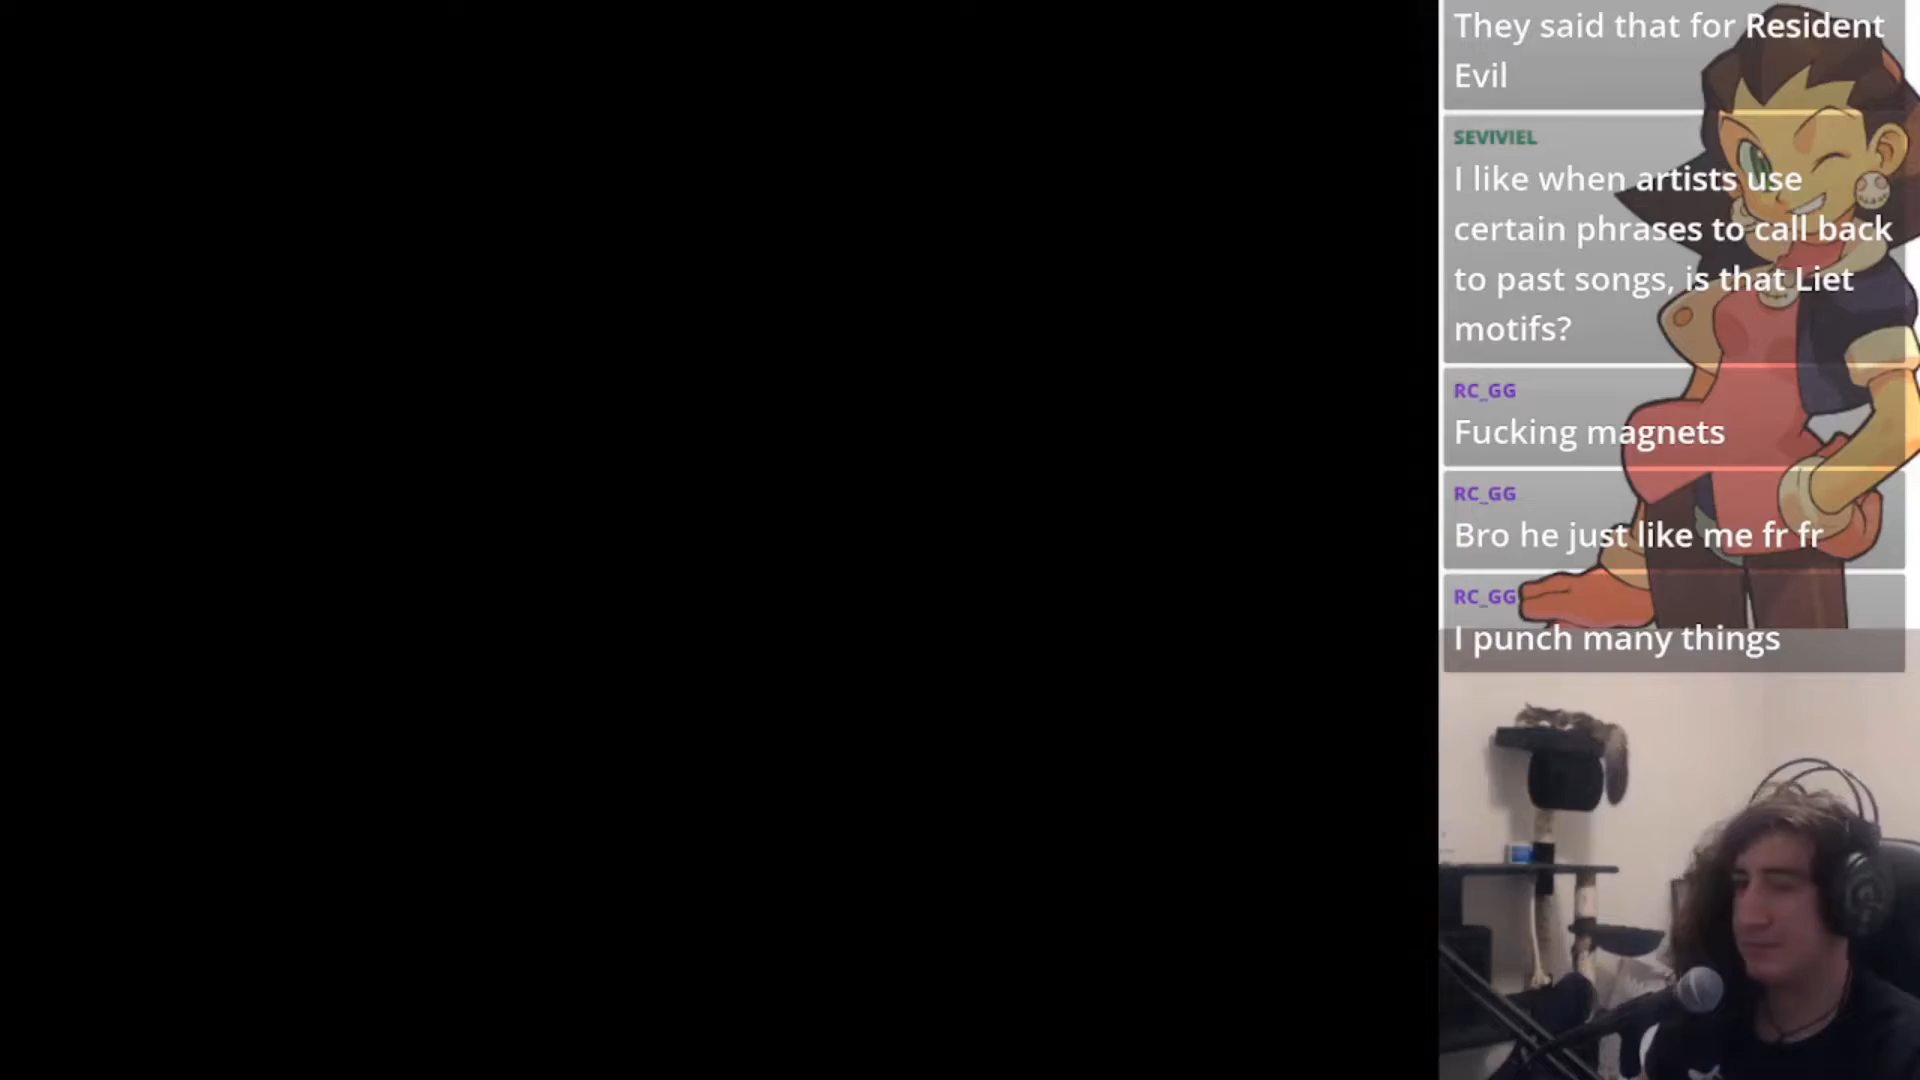 They said that for Resident
Evil
SEVIVIEL
I like when artists use
certain phrases to call back
to past songs, is that Liet
motifs?
RC_GG
Fucking magnets
RC_GG
Bro he just like me fr fr
RC_GG
I punch many things